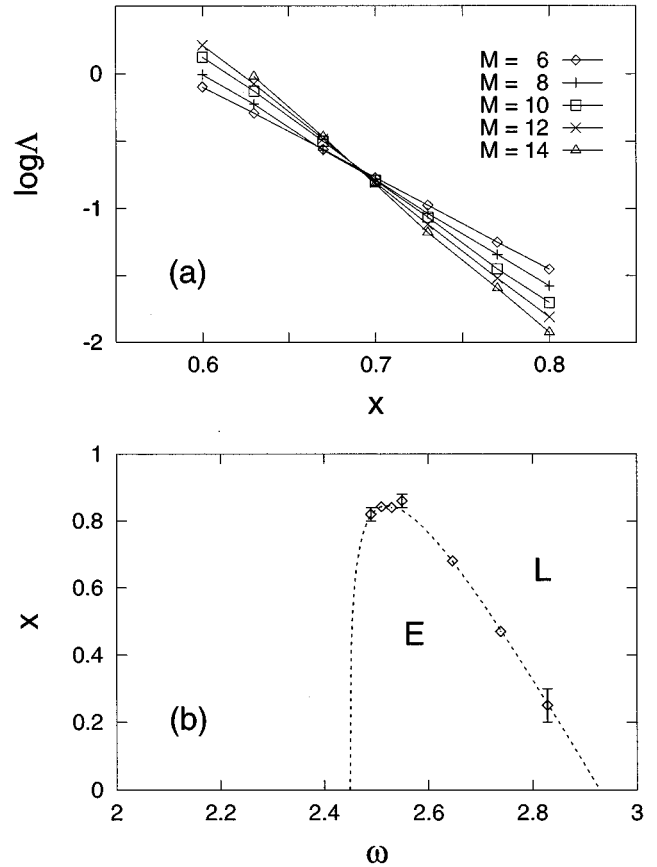 M = 6
0
M = 8
M = 10
M = 12
M = 14
logΛ
-1
(a)
-2
0.6
0.7
0.8
x
1
0.8
L
0.6
x
E
0.4
0.2
(b)
0
2
2.2
2.4
2.6
2.8
3
ω